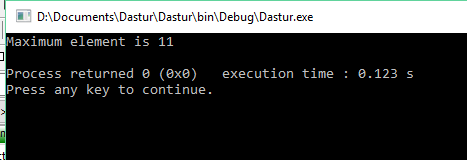 D:\Documents\Dastur\Dastur\bin\Debug\Dastur.exe
Maximum element is 11
Process returned 0 (0x0)   execution time : 0.123 s
Press any key to continue.